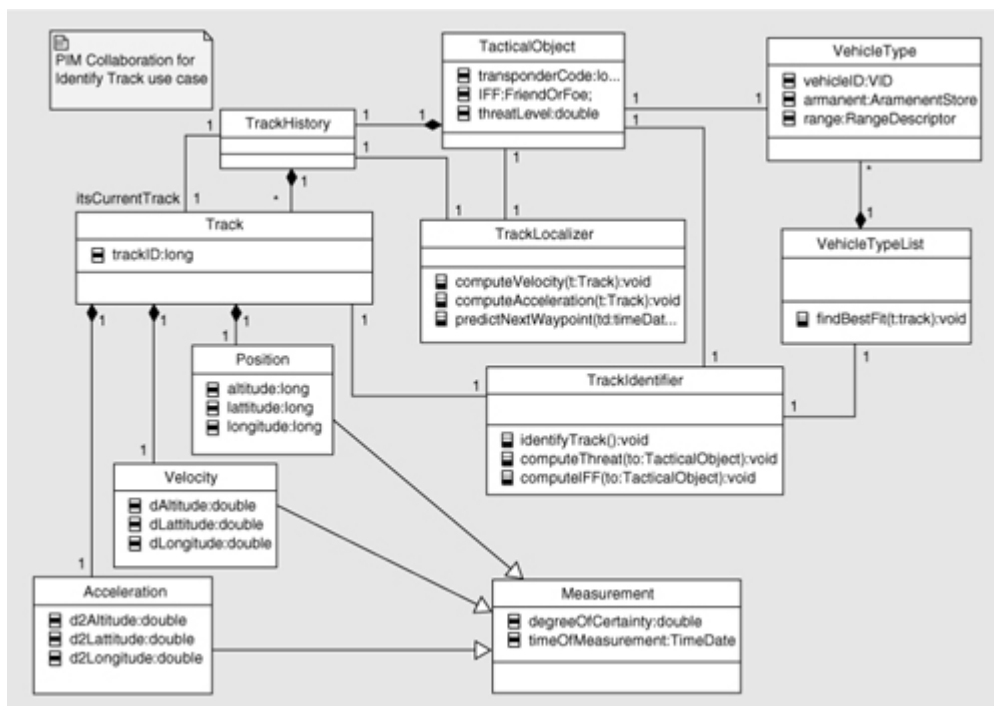 PIM Collaboration for
Identify Track use case
TacticalObject
transponderCode:lo...
IFF:FriendOrFoe;
threatLevel:double
VehicleType
vehicleID:VID
armanent:AramenentStore
range:RangeDescriptor
TrackHistory
1
1
1
1
1
1
1
1
1
1
*
*
1
itsCurrentTrack
1
Track
trackID:long
TrackLocalizer
computeVelocity(t:Track):void
computeAcceleration(t:Track):void
predictNextWaypoint(td:timeDat...
VehicleTypeList
findBestFit(t:track):void
1
1
1
1
1
1
1
1
1
1
1
Position
altitude:long
lattitude:long
longitude:long
TrackIdentifier
identifyTrack():void
computeThreat(to:TacticalObject):void
computeIFF(to:TacticalObject):void
Velocity
dAltitude:double
dLattitude:double
dLongitude:double
Acceleration
d2Altitude:double
d2Lattitude:double
d2Longitude:double
Measurement
degreeOfCertainty:double
timeOfMeasurement:TimeDate